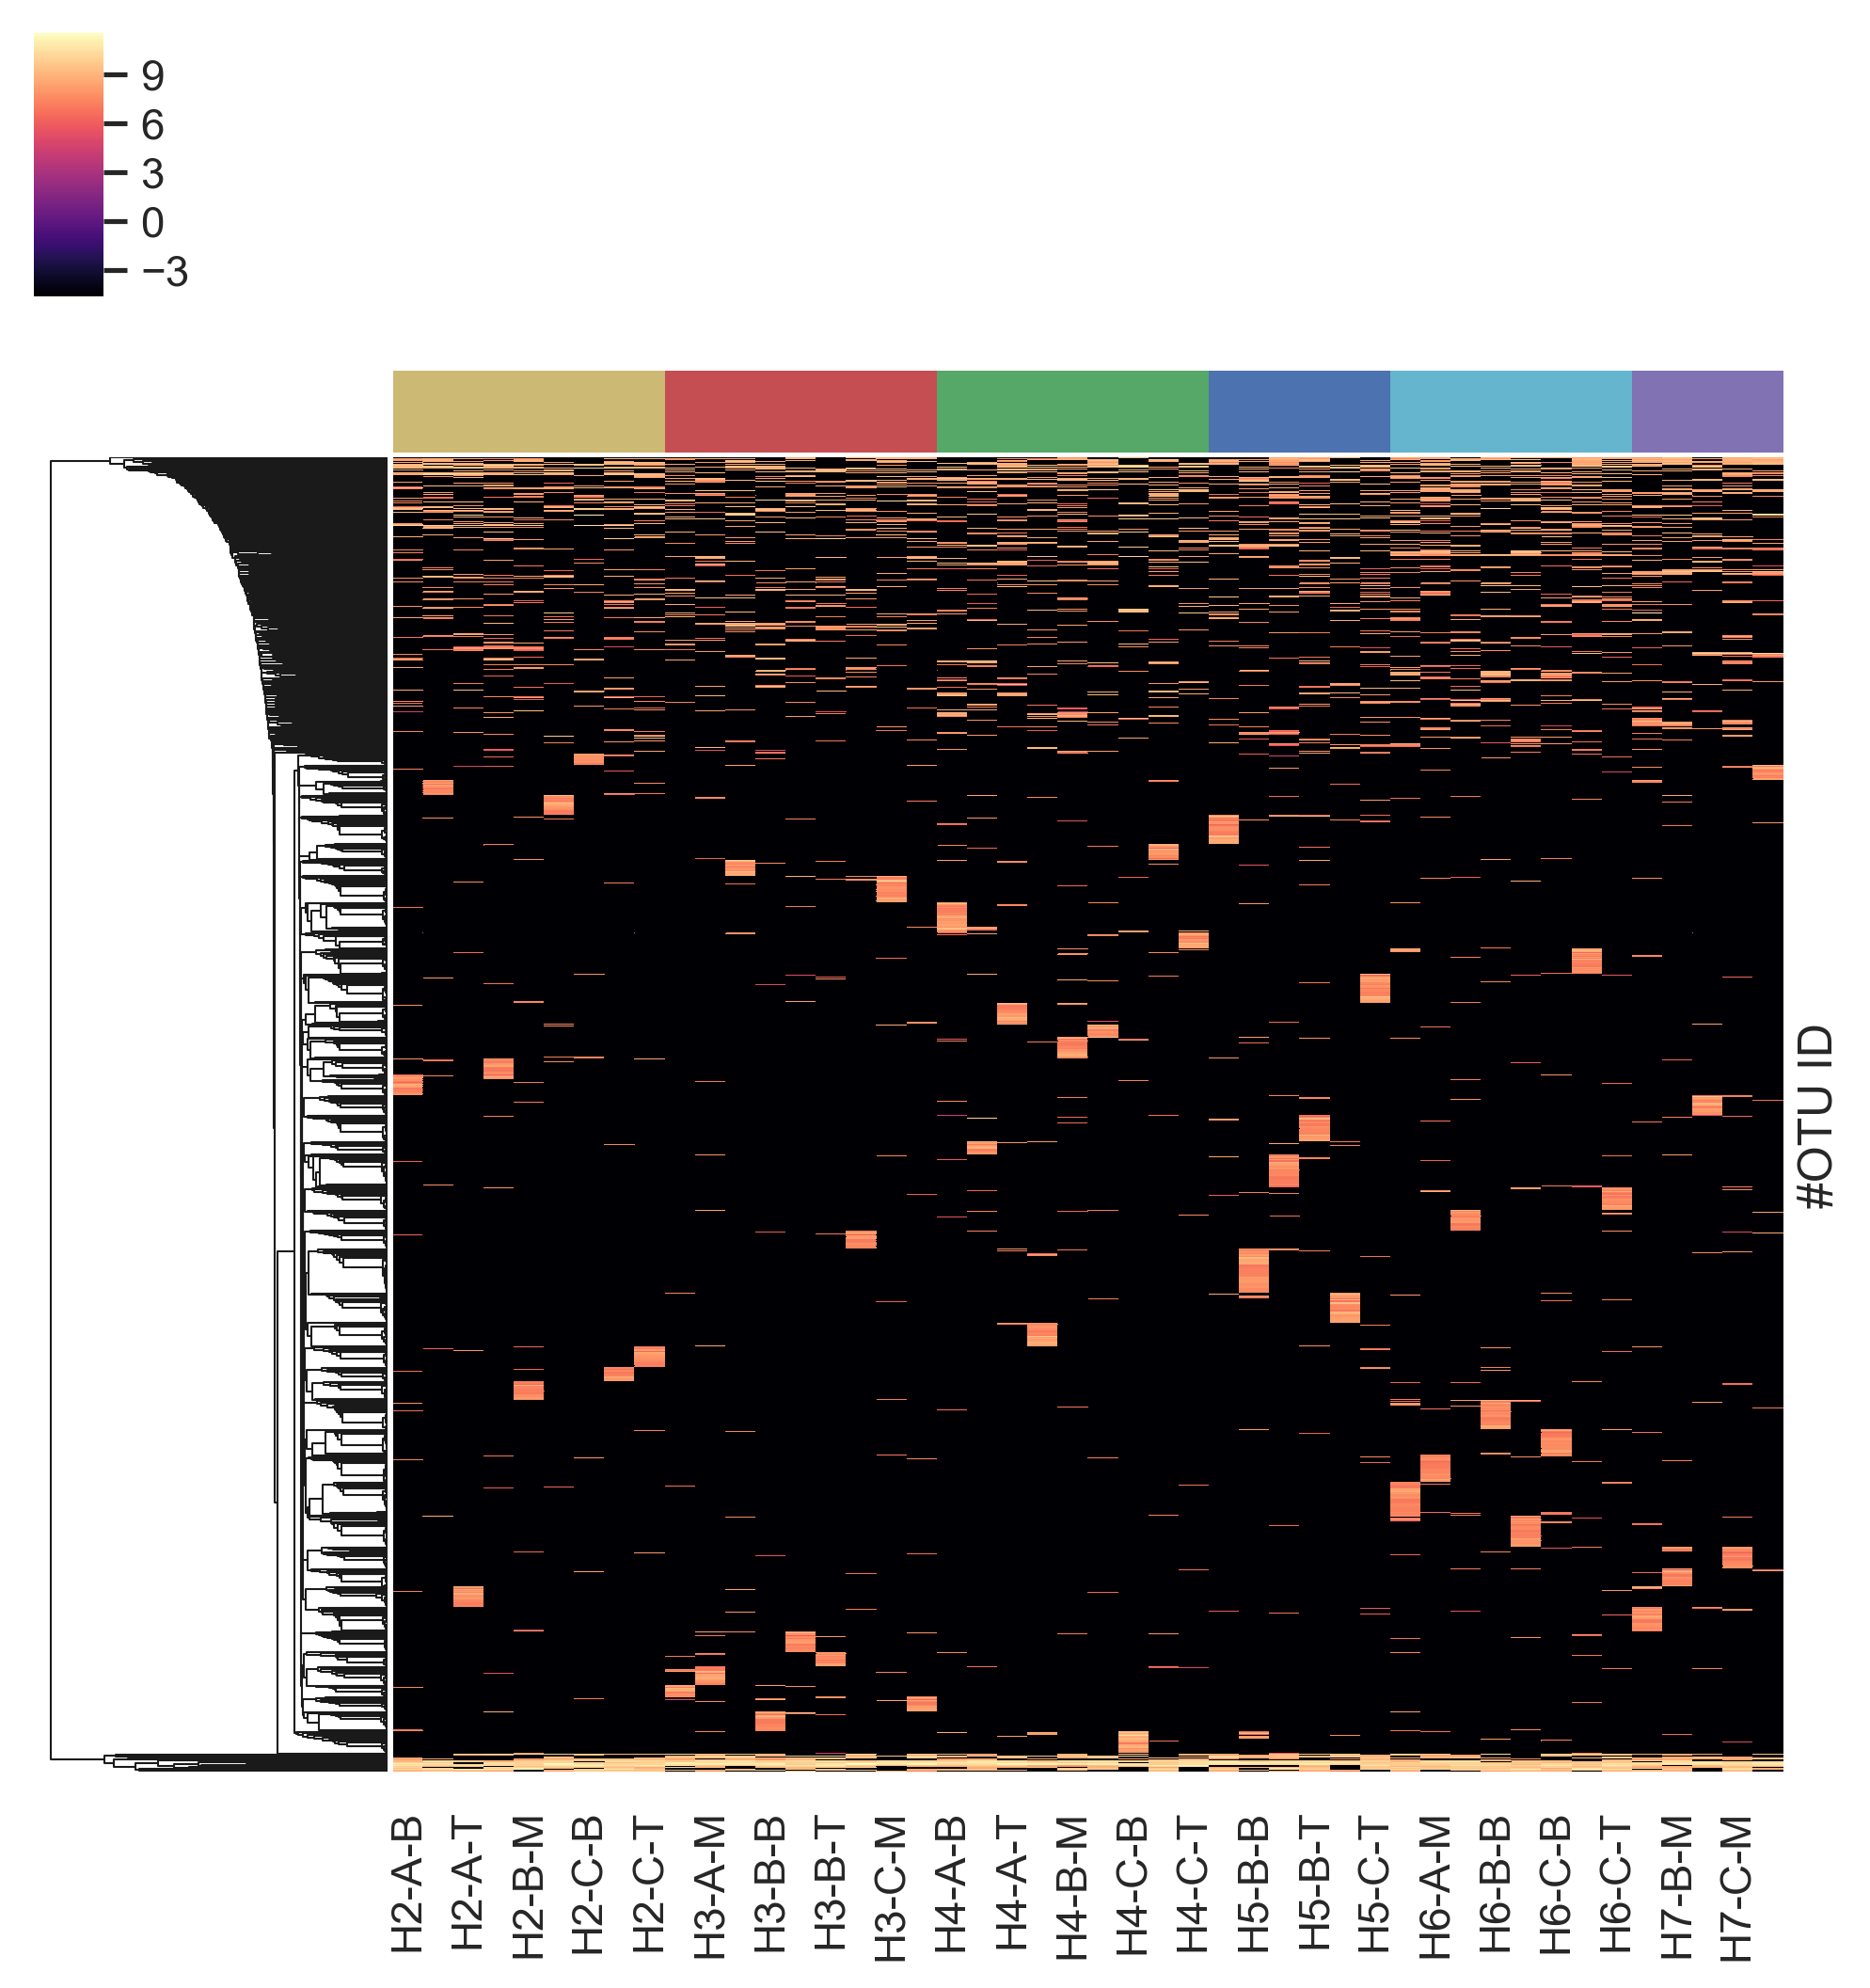 9
6
3
0
−3
#OTU ID
H2-A-B
H2-A-T
H2-B-M
H2-C-B
H2-C-T
H3-A-M
H3-B-B
H3-B-T
H3-C-M
H4-A-B
H4-A-T
H4-B-M
H4-C-B
H4-C-T
H5-B-B
H5-B-T
H5-C-T
H6-A-M
H6-B-B
H6-C-B
H6-C-T
H7-B-M
H7-C-M